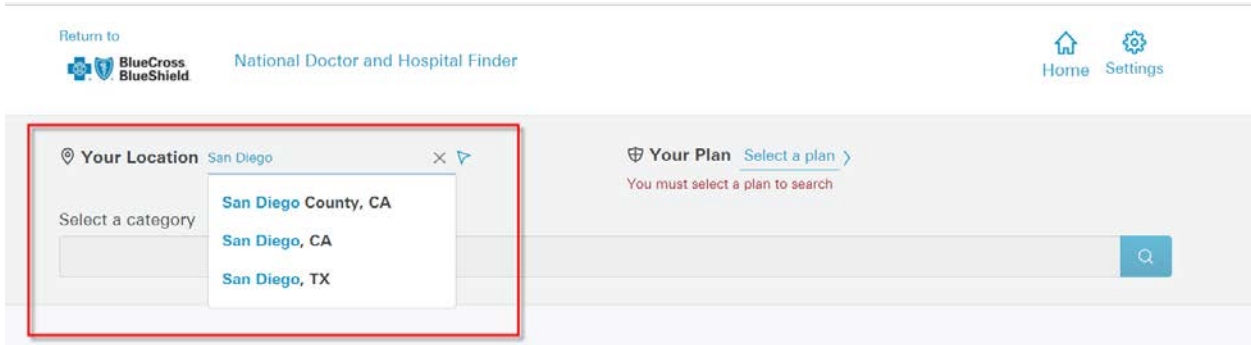 Return to
BlueCross
BlueShield
National Doctor and Hospital Finder
Home
Settings
Your Location San Diego
Your Plan Select a plan
You must select a plan to search
San Diego County, CA
San Diego, CA
San Diego, TX
Select a category